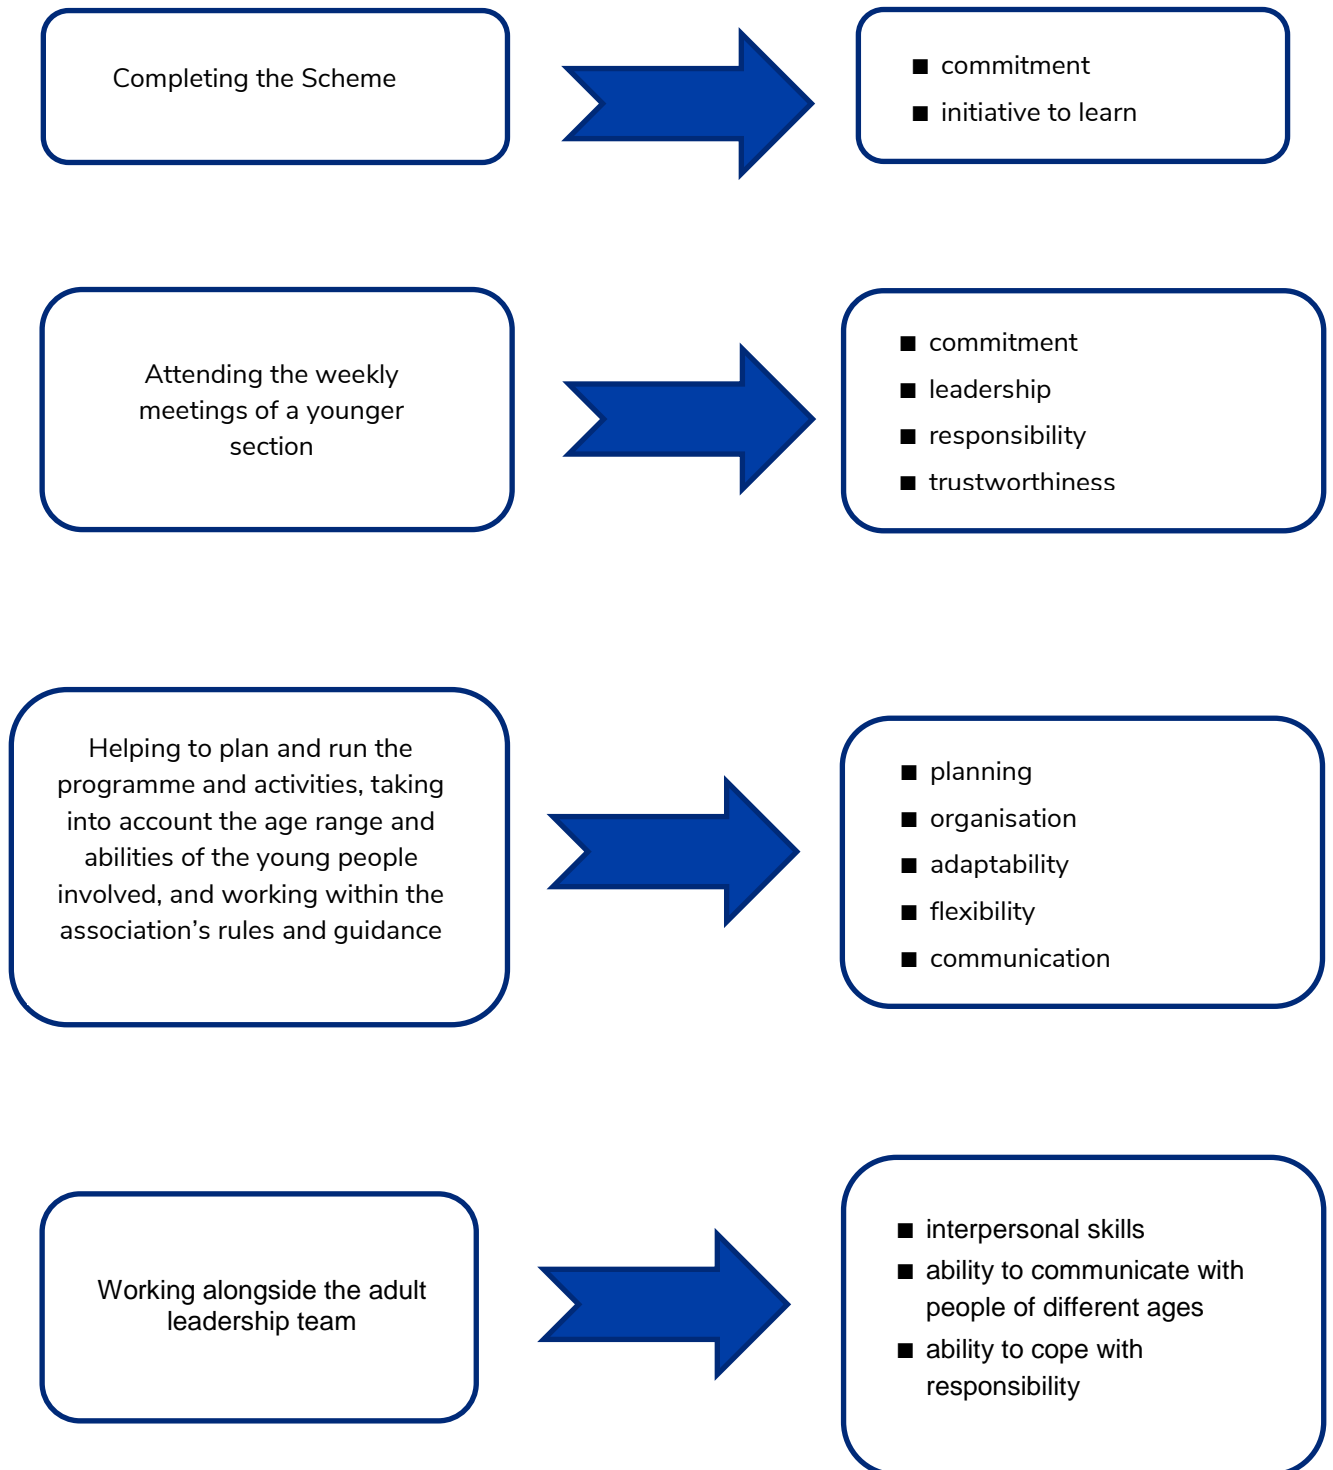 Completing the Scheme
■ commitment
■ initiative to learn
Attending the weekly
meetings of a younger
section
■ commitment
■ leadership
■ responsibility
■ trustworthiness
Helping to plan and run the
programme and activities, taking
into account the age range and
abilities of the young people
involved, and working within the
association’s rules and guidance
■ planning
■ organisation
■ adaptability
■ flexibility
■ communication
Working alongside the adult
leadership team
■ interpersonal skills
■ ability to communicate with
people of different ages
■ ability to cope with
responsibility